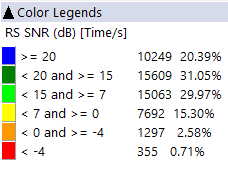 Color Legends
RS SNR (dB) [Time/s]
>= 20 10249 20.39%
< 20 and >= 15 15609 31.05%
< 15 and >= 7 15063 29.97%
< 7 and >= 0 7692 15.30%
< 0 and >= -4 1297 2.58%
< -4 355 0.71%